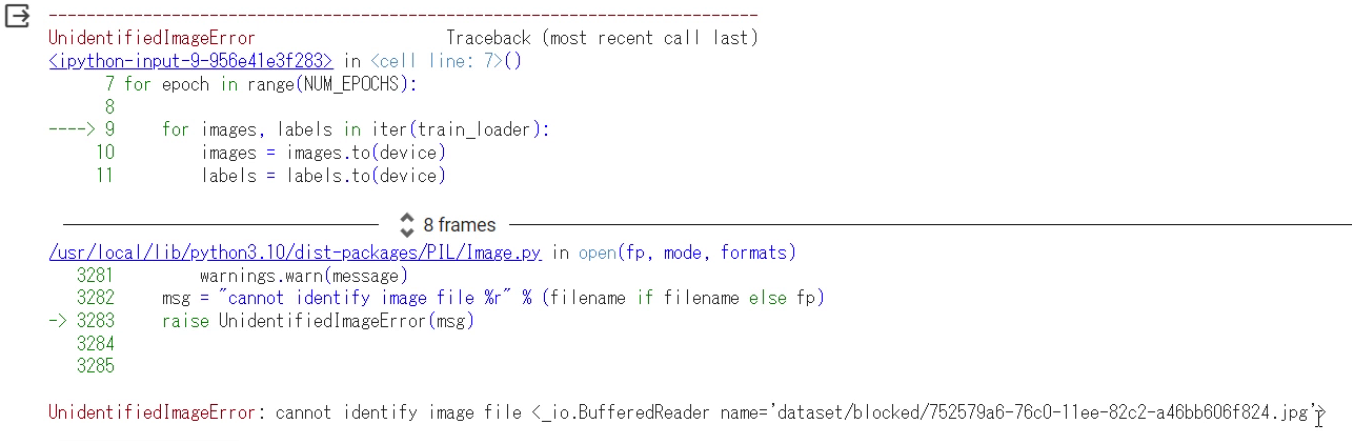 ---------------------------------------------------------------------------
UnidentifiedImageError                    Traceback (most recent call last)
<ipython-input-9-956e41e3f283> in <cell line: 7>()
      7 for epoch in range(NUM_EPOCHS):
      8
----> 9     for images, labels in iter(train_loader):
     10         images = images.to(device)
     11         labels = labels.to(device)
8 frames
/usr/local/lib/python3.10/dist-packages/PIL/Image.py in open(fp, mode, formats)
   3281         warnings.warn(message)
   3282     msg = "cannot identify image file %r" % (filename if filename else fp)
-> 3283     raise UnidentifiedImageError(msg)
   3284
   3285
UnidentifiedImageError: cannot identify image file <_io.BufferedReader name='dataset/blocked/752579a6-76c0-11ee-82c2-a46bb606f824.jpg'>